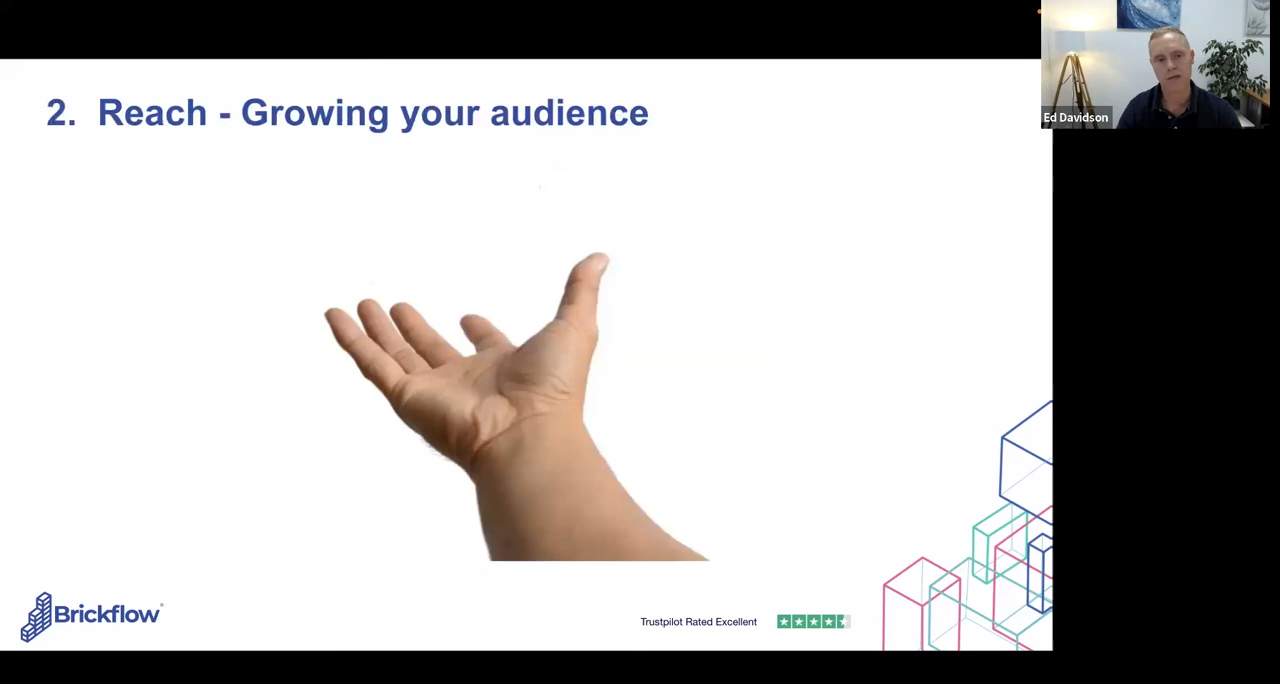 2. Reach - Growing your audience
Ed Davidson
Brickflow
Trustpilot Rated Excellent